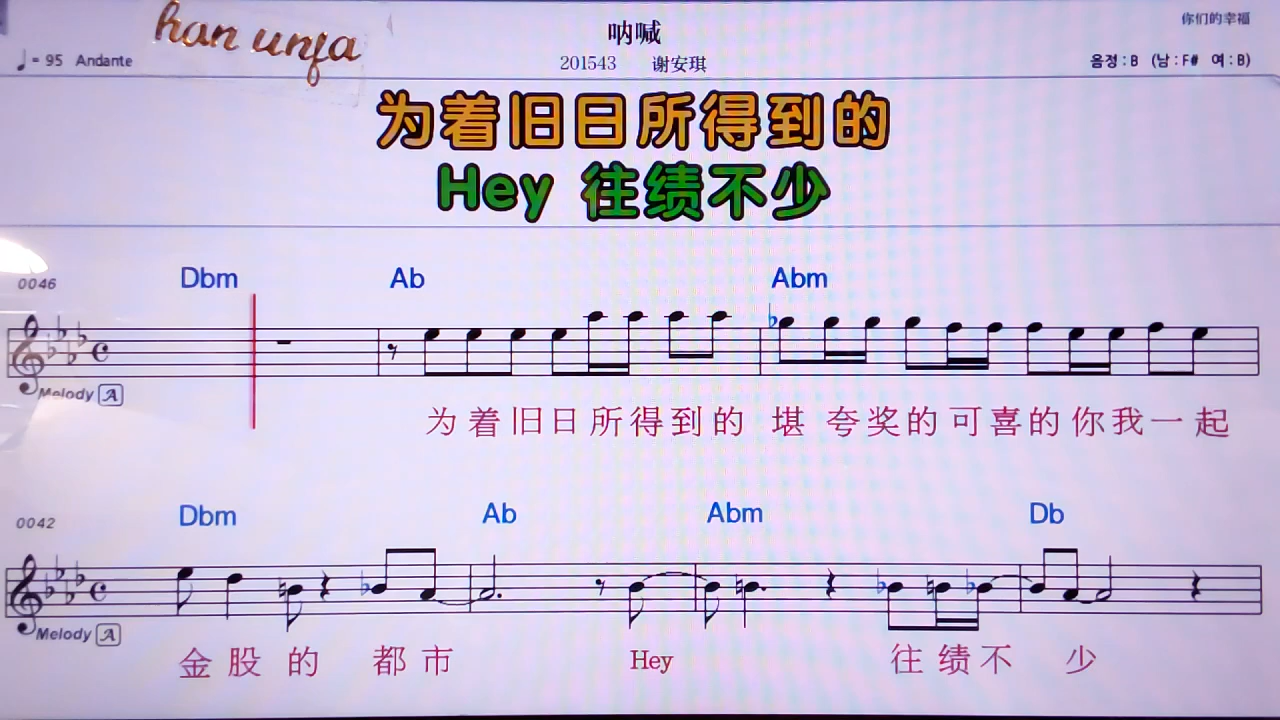 han unfa
呐喊
你们的幸福
♩= 95 Andante
201543 谢安琪
음정 : B (남 : F# 여 : B)
为着旧日所得到的
Hey 往绩不少
0046
Dbm Ab Abm
Melody A
为着旧日所得到的 堪 夸奖的可喜的你我一起
0042
Dbm Ab Abm Db
Melody A
金股的 都市 Hey 往绩不 少